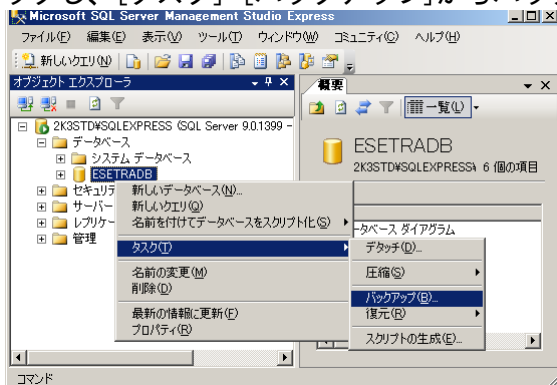 Microsoft SQL Server Management Studio Express
ファイル(F) 編集(E) 表示(V) ツール(T) ウィンドウ(W) コミュニティ(C) ヘルプ(H)
新しいクエリ(N)
オブジェクト エクスプローラ
概要
一覧(L)
2K3STD¥SQLEXPRESS (SQL Server 9.0.1399 -
データベース
システム データベース
ESETRADB
セキュリテ
サーバー
レプリケー
管理
ESETRADB
2K3STD¥SQLEXPRESS¥ 6 個の項目
新しいデータベース(N)...
新しいクエリ(Q)
名前を付けてデータベースをスクリプト化(S)
タスク(T)
名前の変更(M)
削除(D)
最新の情報に更新(F)
プロパティ(R)
ータベース ダイアグラム
デタッチ(D)...
圧縮(S)
バックアップ(B)...
復元(R)
スクリプトの生成(E)...
コマンド